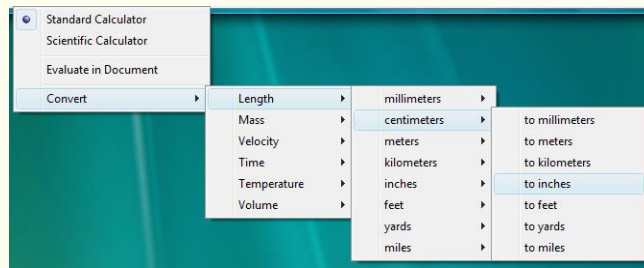 Standard Calculator
Scientific Calculator
Evaluate in Document
Convert
Length
Mass
Velocity
Time
Temperature
Volume
millimeters
centimeters
meters
kilometers
inches
feet
yards
miles
to millimeters
to meters
to kilometers
to inches
to feet
to yards
to miles